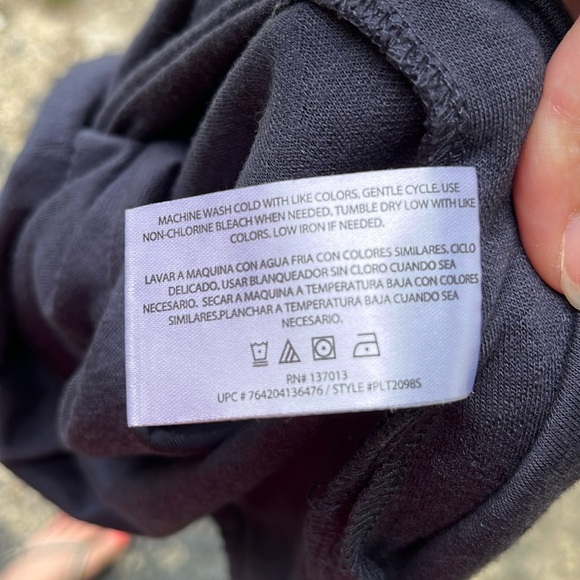 MACHINE WASH COLD WITH LIKE COLORS, GENTLE CYCLE. USE
NON-CHLORINE BLEACH WHEN NEEDED, TUMBLE DRY LOW WITH LIKE
COLORS, LOW IRON IF NEEDED.
LAVAR A MAQUINA CON AGUA FRIA CON COLORES SIMILARES, CICLO
DELICADO, USAR BLANQUEADOR SIN CLORO CUANDO SEA
NECESARIO. SECAR A MAQUINA A TEMPERATURA BAJA CON COLORES
SIMILARES.PLANCHAR A TEMPERATURA BAJA CUANDO SEA
NECESARIO.
RN# 137013
UPC # 764204136476 / STYLE #PLT2098S